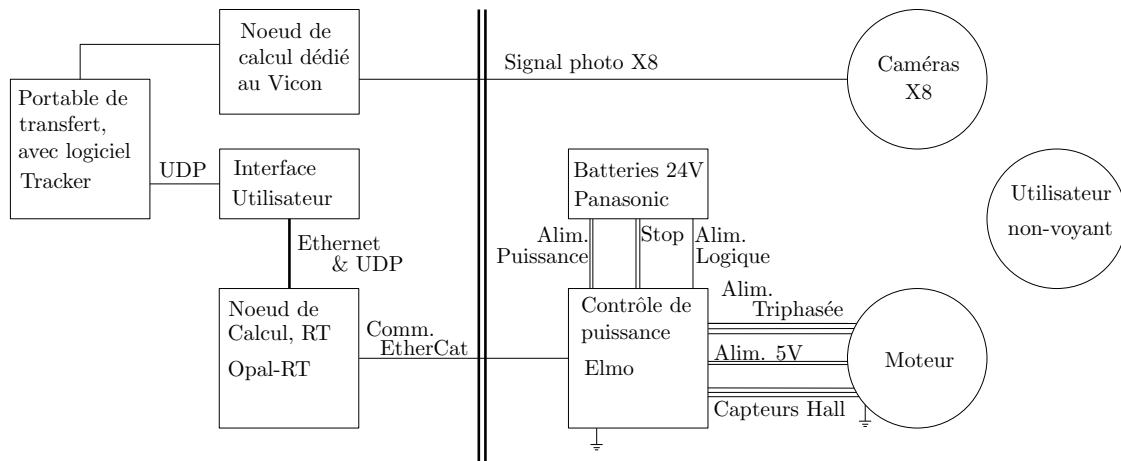 Noeud de
calcul dédié
au Vicon
Signal photo X8
Caméras
X8
Portable de
transfert,
avec logiciel
Tracker
UDP
Interface
Utilisateur
Batteries 24V
Panasonic
Utilisateur
non-voyant
Ethernet
& UDP
Alim.
Puissance
Stop
Alim.
Logique
Noeud de
Calcul, RT
Opal-RT
Comm.
EtherCat
Contrôle de
puissance
Elmo
Alim.
Triphasée
Alim. 5V
Capteurs Hall
Moteur